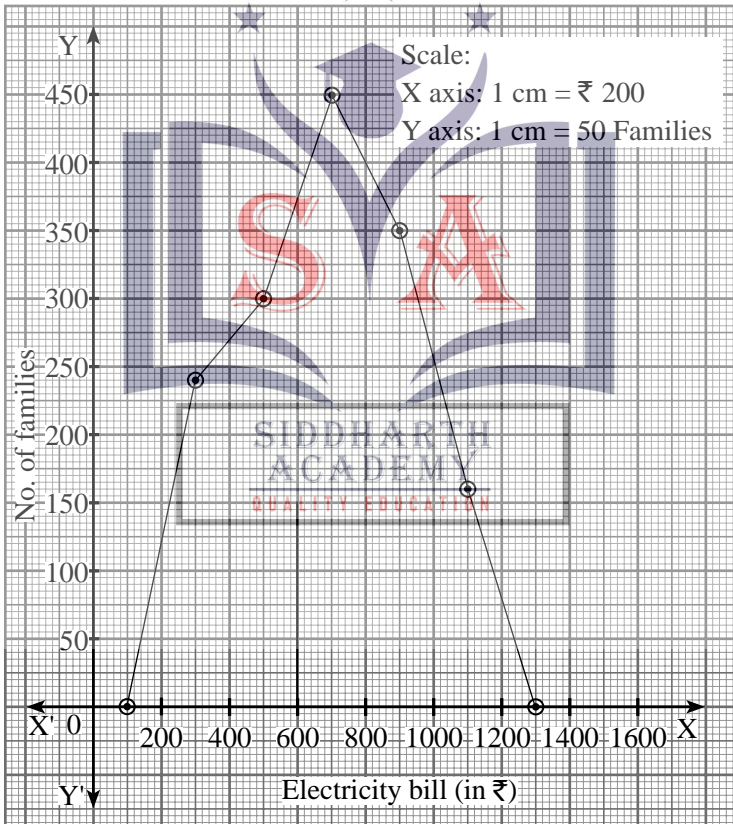 Y
Scale:
X axis: 1 cm = ₹ 200
Y axis: 1 cm = 50 Families
450
400
350
300
250
200
150
100
50
No. of families
S A
SIDDHARTH
ACADEMY
QUALITY EDUCATION
X' 0 200 400 600 800 1000 1200 1400 1600 X
Y'
Electricity bill (in ₹)